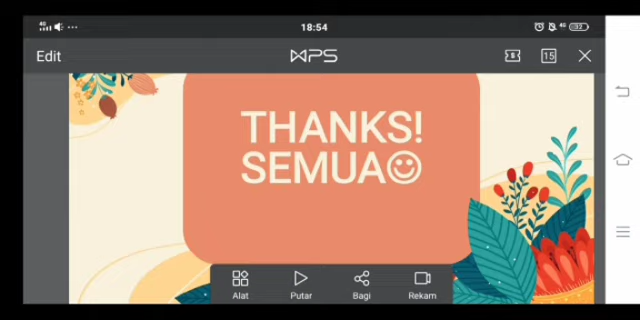 18:54
Edit
WPS
15
THANKS!
SEMUA
Alat
Putar
Bagi
Rekam